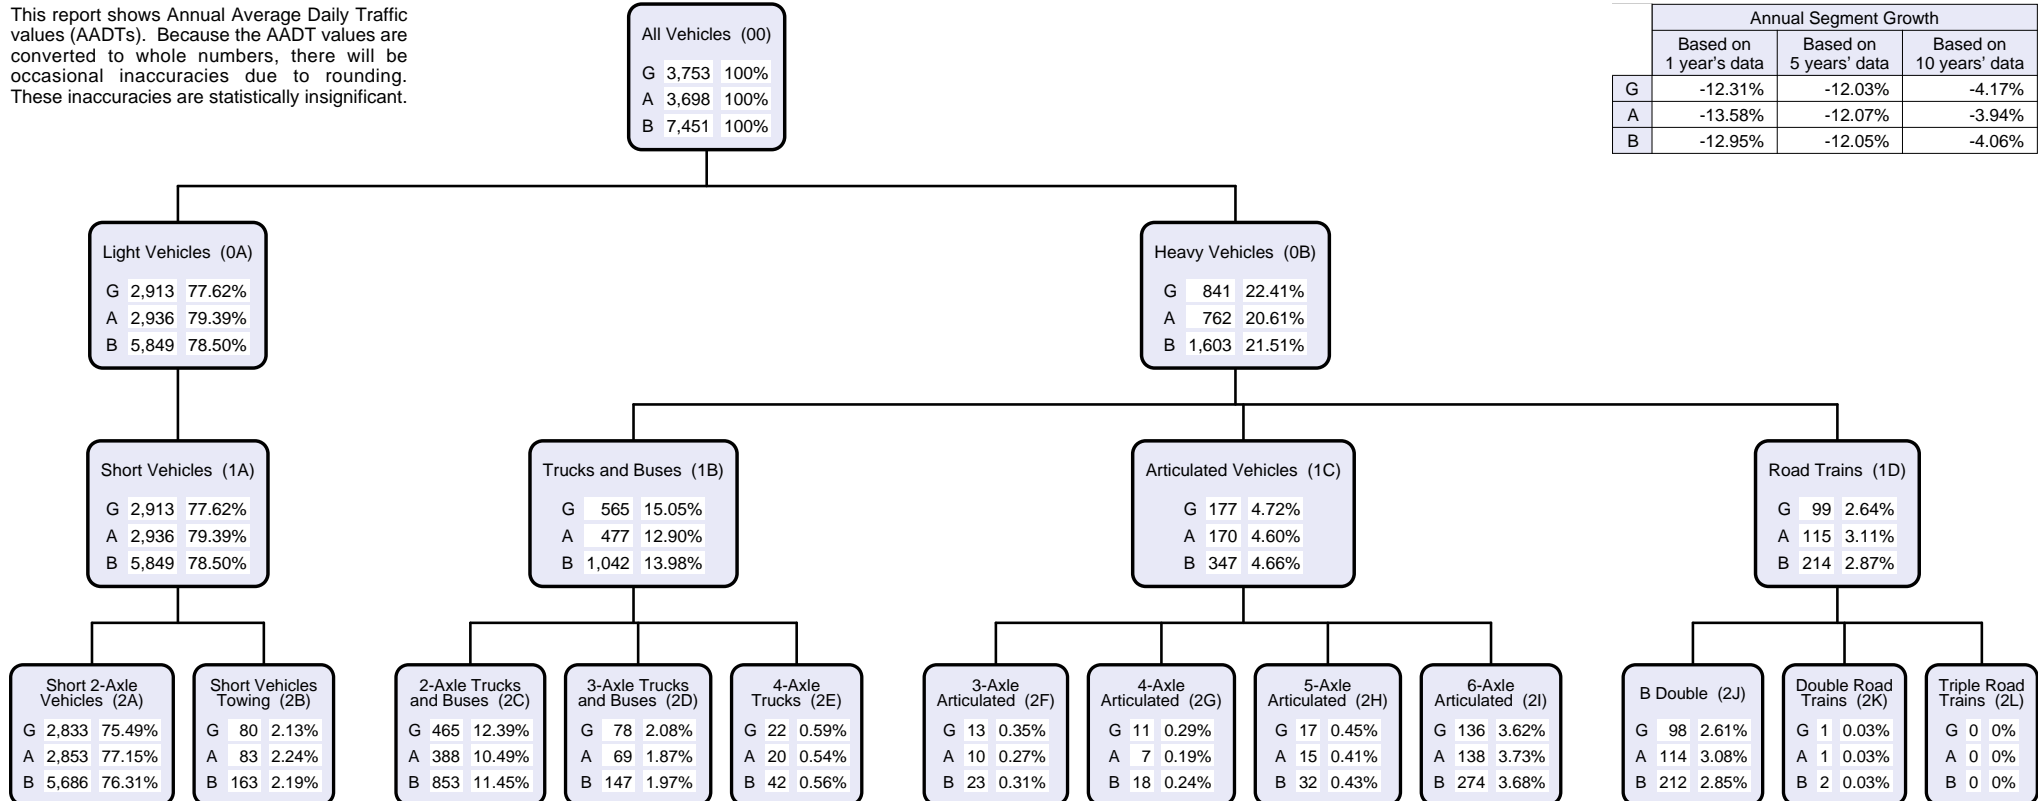 This report shows Annual Average Daily Traffic
values (AADTs). Because the AADT values are
converted to whole numbers, there will be
occasional inaccuracies due to rounding.
These inaccuracies are statistically insignificant.
All Vehicles (00)
G 3,753 100%
A 3,698 100%
B 7,451 100%
Annual Segment Growth
Based on 1 year's data Based on 5 years' data Based on 10 years' data
G -12.31% -12.03% -4.17%
A -13.58% -12.07% -3.94%
B -12.95% -12.05% -4.06%
Light Vehicles (0A)
G 2,913 77.62%
A 2,936 79.39%
B 5,849 78.50%
Heavy Vehicles (0B)
G 841 22.41%
A 762 20.61%
B 1,603 21.51%
Short Vehicles (1A)
G 2,913 77.62%
A 2,936 79.39%
B 5,849 78.50%
Trucks and Buses (1B)
G 565 15.05%
A 477 12.90%
B 1,042 13.98%
Articulated Vehicles (1C)
G 177 4.72%
A 170 4.60%
B 347 4.66%
Road Trains (1D)
G 99 2.64%
A 115 3.11%
B 214 2.87%
Short 2-Axle
Vehicles (2A)
G 2,833 75.49%
A 2,853 77.15%
B 5,686 76.31%
Short Vehicles
Towing (2B)
G 80 2.13%
A 83 2.24%
B 163 2.19%
2-Axle Trucks
and Buses (2C)
G 465 12.39%
A 388 10.49%
B 853 11.45%
3-Axle Trucks
and Buses (2D)
G 78 2.08%
A 69 1.87%
B 147 1.97%
4-Axle
Trucks (2E)
G 22 0.59%
A 20 0.54%
B 42 0.56%
3-Axle
Articulated (2F)
G 13 0.35%
A 10 0.27%
B 23 0.31%
4-Axle
Articulated (2G)
G 11 0.29%
A 7 0.19%
B 18 0.24%
5-Axle
Articulated (2H)
G 17 0.45%
A 15 0.41%
B 32 0.43%
6-Axle
Articulated (2I)
G 136 3.62%
A 138 3.73%
B 274 3.68%
B Double (2J)
G 98 2.61%
A 114 3.08%
B 212 2.85%
Double Road
Trains (2K)
G 1 0.03%
A 1 0.03%
B 2 0.03%
Triple Road
Trains (2L)
G 0 0%
A 0 0%
B 0 0%